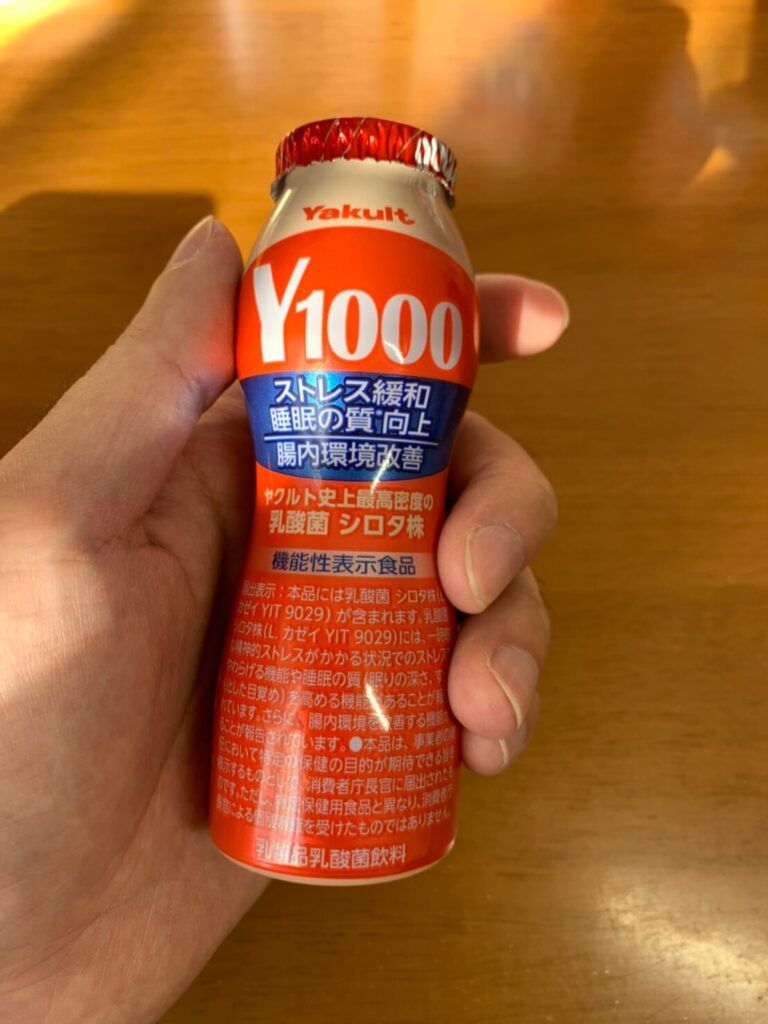 Yakult
Y1000
ストレス緩和
睡眠の質*向上
腸内環境改善
ヤクルト史上最高密度の
乳酸菌 シロタ株
機能性表示食品
届出表示：本品には乳酸菌 シロタ株(L.
カゼイ YIT 9029) が含まれます。乳酸菌
シロタ株(L. カゼイ YIT 9029)には、一時的
な精神的ストレスがかかる状況でのストレス
やわらげる機能や睡眠の質 (眠りの深さ、す
りとした目覚め) を高める機能があることが報
れています。さらに、腸内環境を改善する機能
ことが報告されています。●本品は、事業者の
任において特定の保健の目的が期待できる旨
表示するものとして、消費者庁長官に届出されたも
のです。ただし、特定保健用食品と異なり、消費者庁
長官による個別審査を受けたものではありません。
乳製品乳酸菌飲料